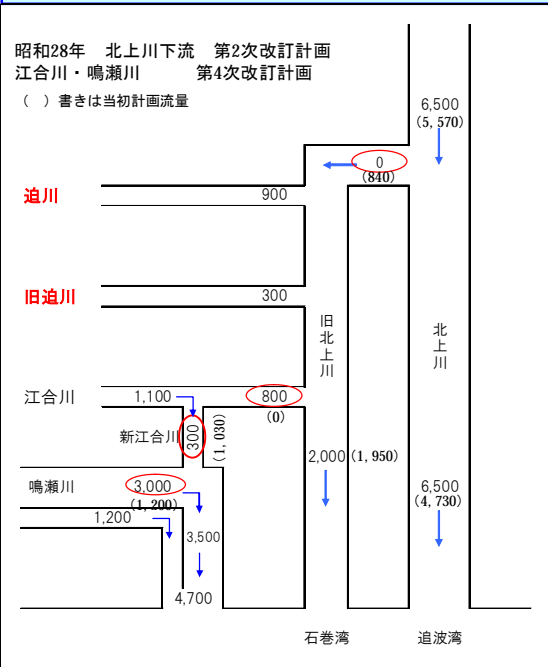 昭和28年　北上川下流　第2次改訂計画
江合川・鳴瀬川　　　第4次改訂計画
（　）書きは当初計画流量
6,500
(5,570)
0
(840)
迫川
900
旧迫川
300
旧北上川
北上川
江合川
1,100
800
(0)
新江合川
300
(1,030)
2,000
(1,950)
鳴瀬川
3,000
(1,200)
6,500
(4,730)
1,200
3,500
4,700
石巻湾
追波湾